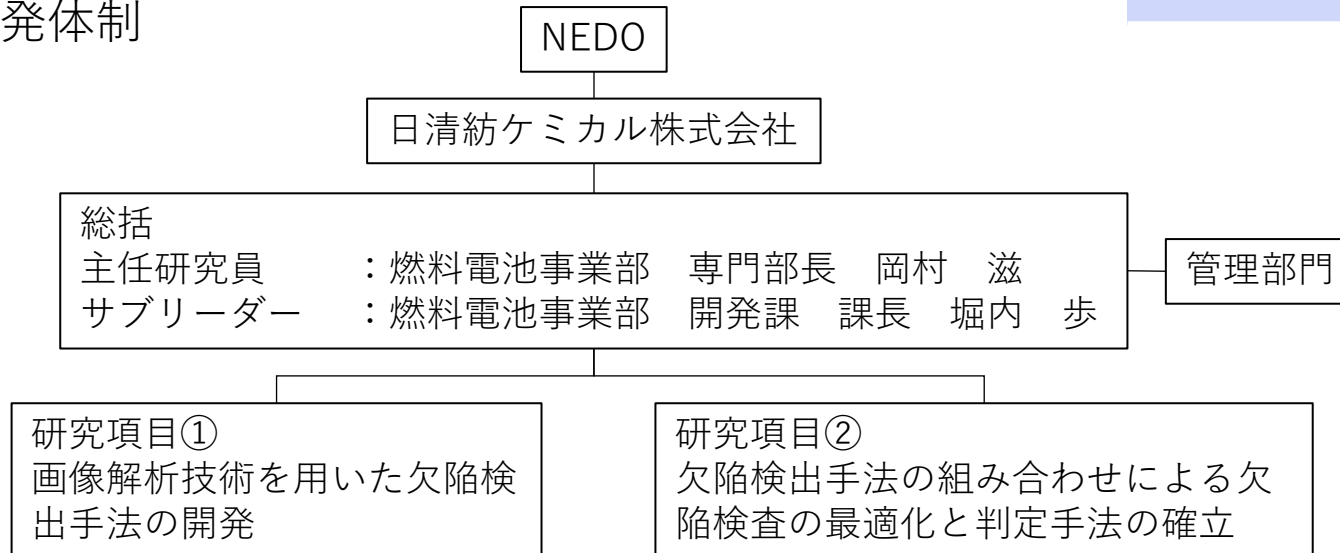 発体制
NEDO
日清紡ケミカル株式会社
総括
主任研究員　　：燃料電池事業部　専門部長　岡村　滋
サブリーダー　：燃料電池事業部　開発課　課長　堀内　歩
管理部門
研究項目①
画像解析技術を用いた欠陥検
出手法の開発
研究項目②
欠陥検出手法の組み合わせによる欠
陥検査の最適化と判定手法の確立